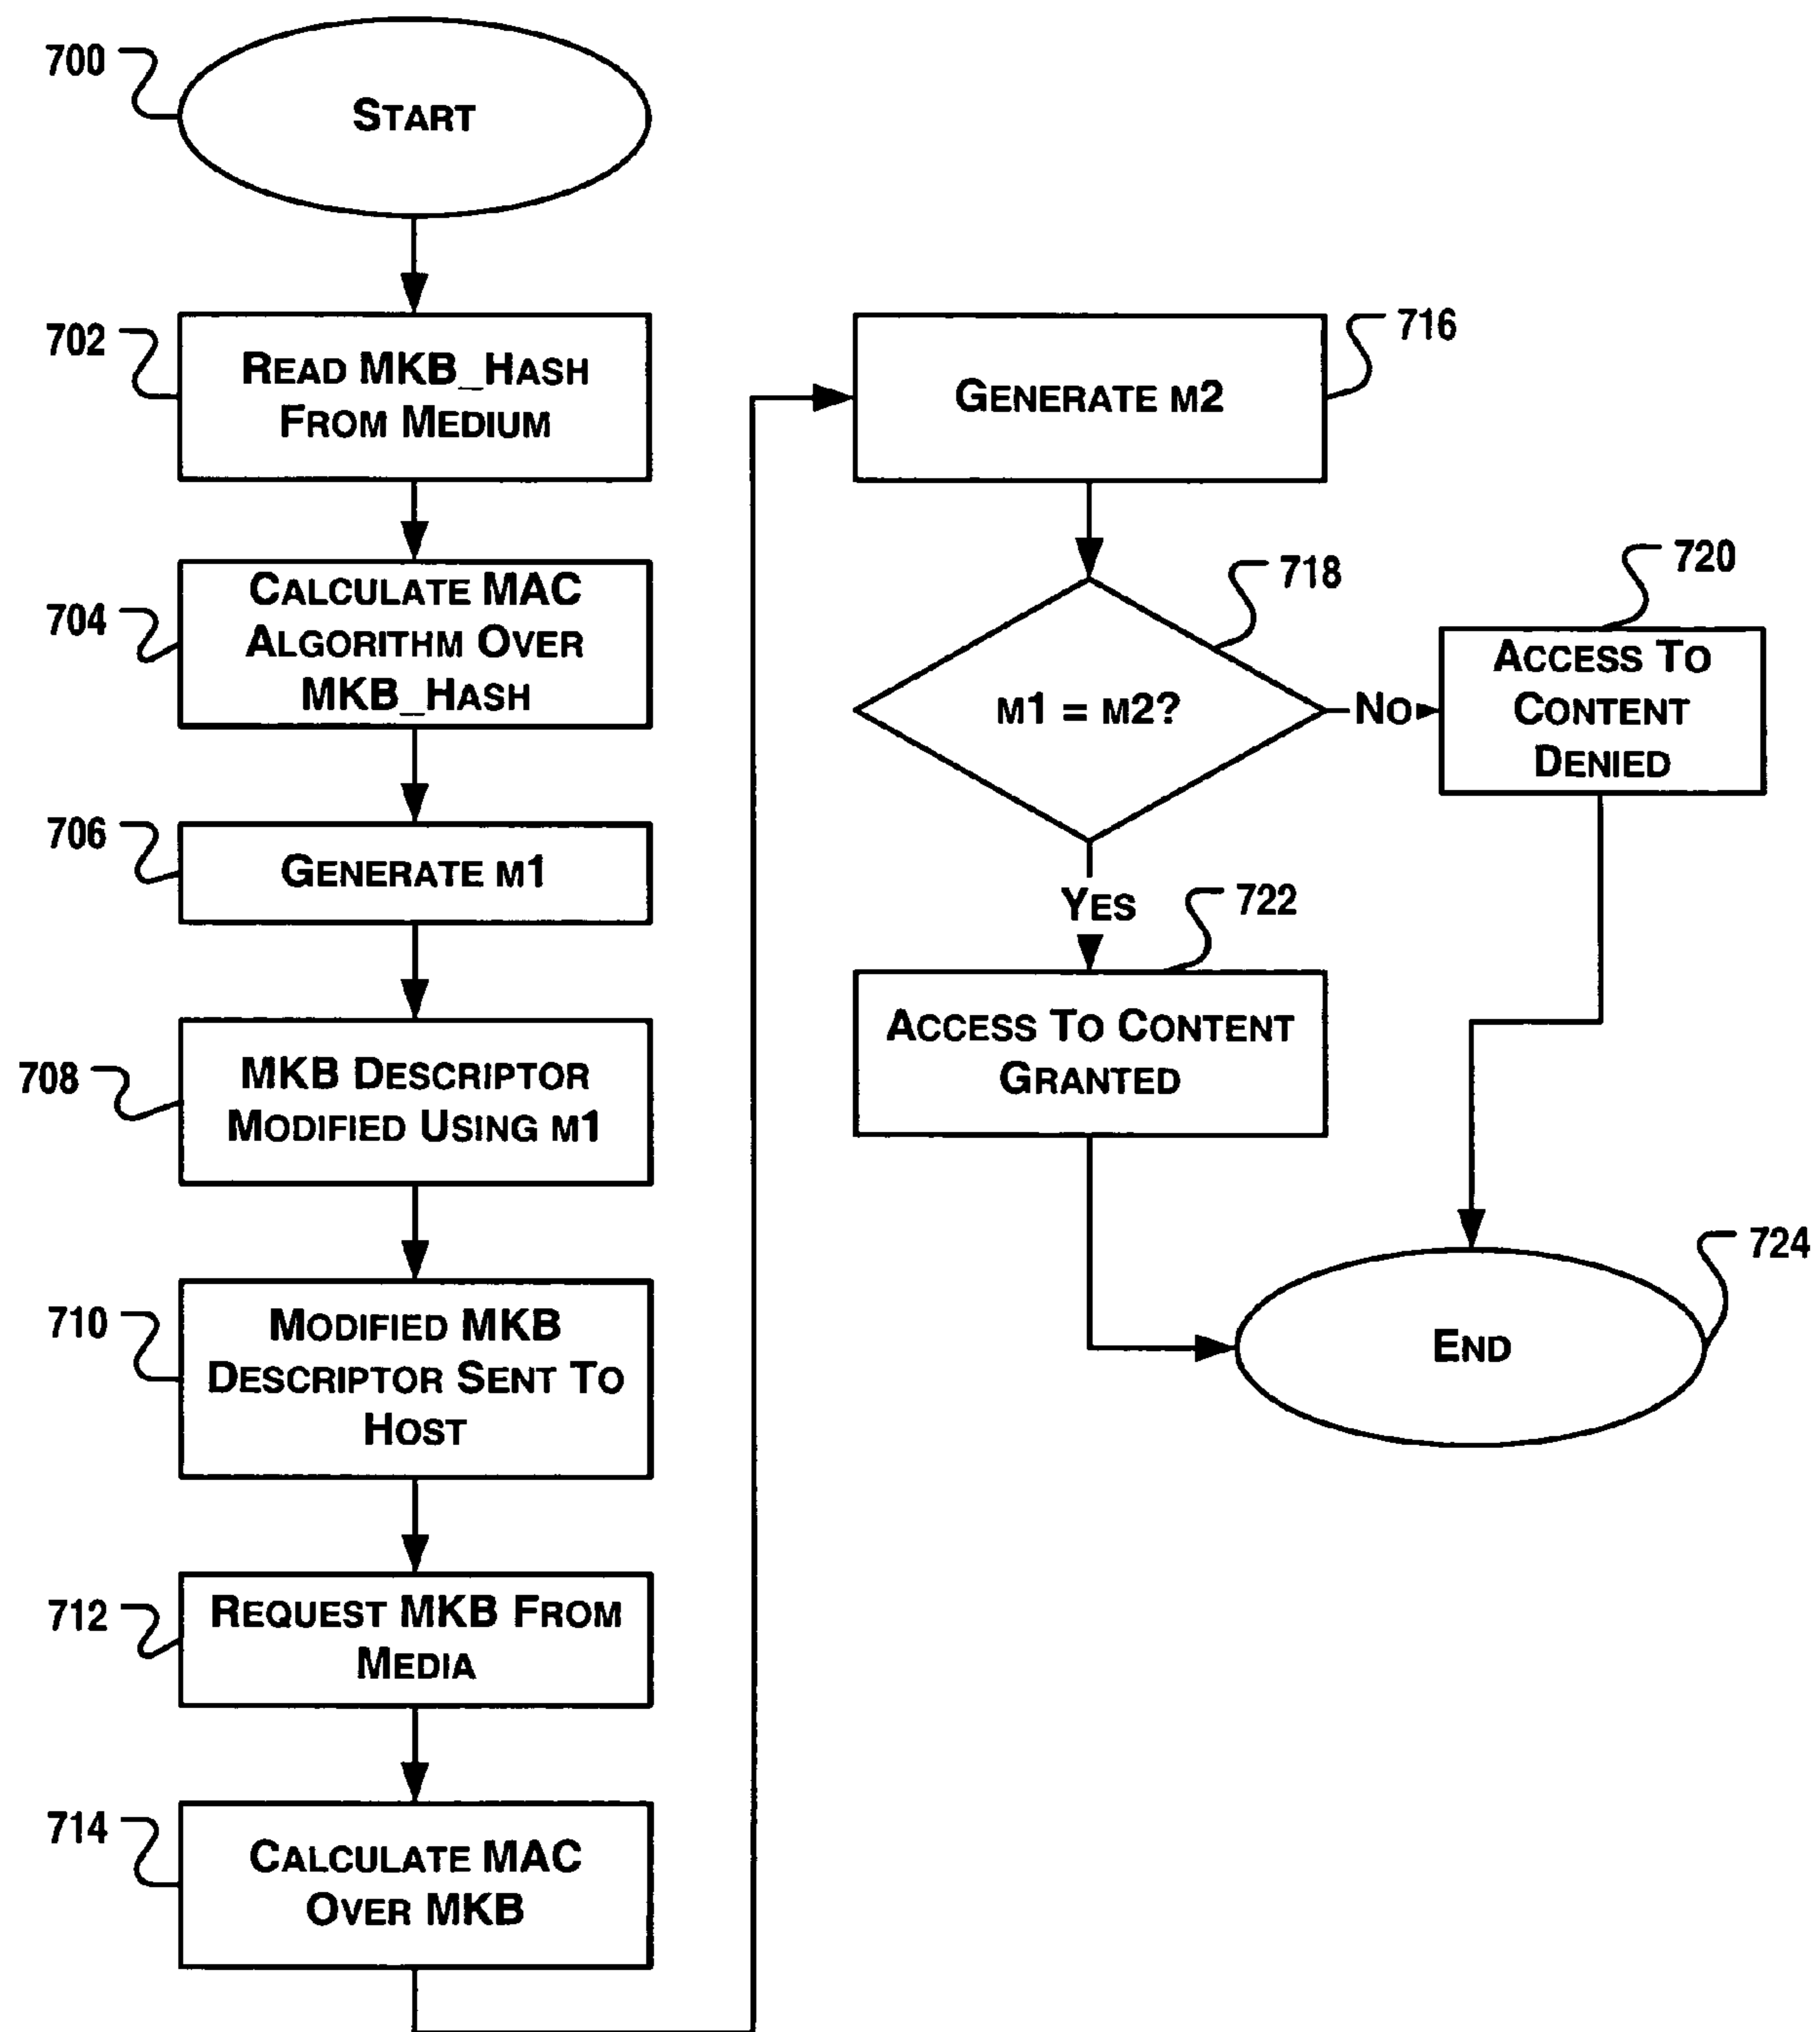 700
START
702
READ MKB_HASH
FROM MEDIUM
704
CALCULATE MAC
ALGORITHM OVER
MKB_HASH
706
GENERATE M1
708
MKB DESCRIPTOR
MODIFIED USING M1
710
MODIFIED MKB
DESCRIPTOR SENT TO
HOST
712
REQUEST MKB FROM
MEDIA
714
CALCULATE MAC
OVER MKB
716
GENERATE M2
718
M1 = M2?
NO
720
ACCESS TO
CONTENT
DENIED
YES
722
ACCESS TO CONTENT
GRANTED
724
END